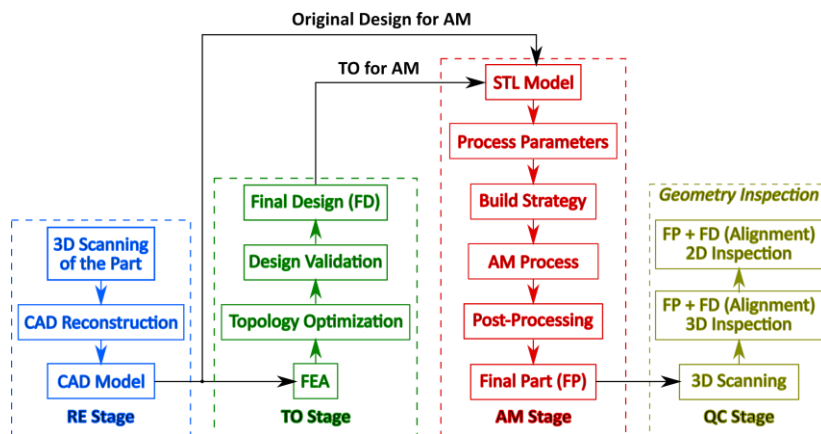 Original Design for AM
TO for AM
3D Scanning
of the Part
CAD Reconstruction
CAD Model
RE Stage
Final Design (FD)
Design Validation
Topology Optimization
FEA
TO Stage
STL Model
Process Parameters
Build Strategy
AM Process
Post-Processing
Final Part (FP)
AM Stage
Geometry Inspection
FP + FD (Alignment)
2D Inspection
FP + FD (Alignment)
3D Inspection
3D Scanning
QC Stage